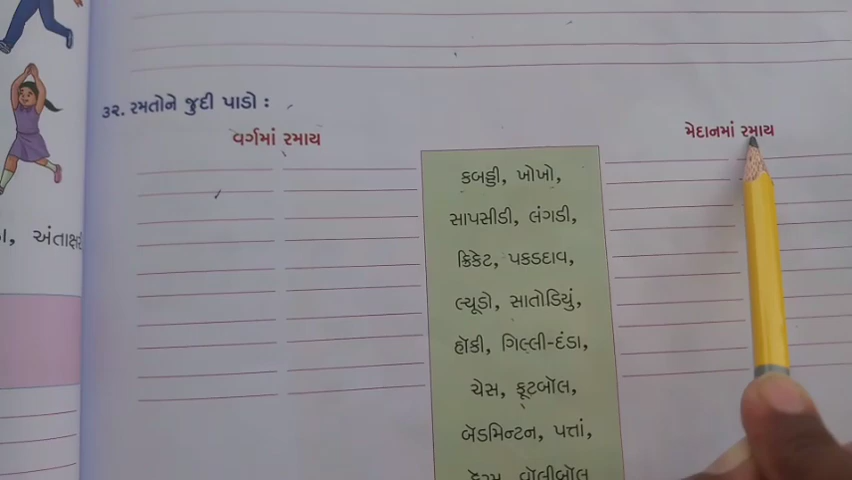 ૩૨. રમતોને જુદી પાડો :
વર્ગમાં રમાય
મેદાનમાં રમાય
કબડ્ડી, ખોખો,
સાપસીડી, લંગડી,
ક્રિકેટ, પકડદાવ,
લ્યૂડો, સાતોડિયું,
હૉકી, ગિલ્લી-દંડા,
ચેસ, ફૂટબૉલ,
બૅડમિન્ટન, પત્તાં,
વૉલીબૉલ